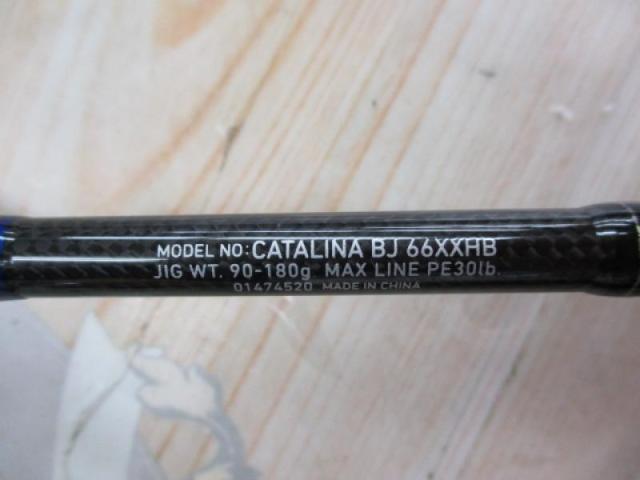 MODEL NO: CATALINA BJ 66XXHB
JIG WT. 90-180g MAX LINE PE30lb.
01474520 MADE IN CHINA